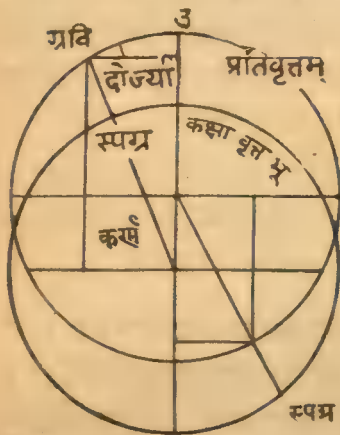 उ
ग्रवि
प्रतिवृत्तम्
दोर्ज्या
स्पग्र
कक्षा वृत्त भू
कर्ण
स्पग्र